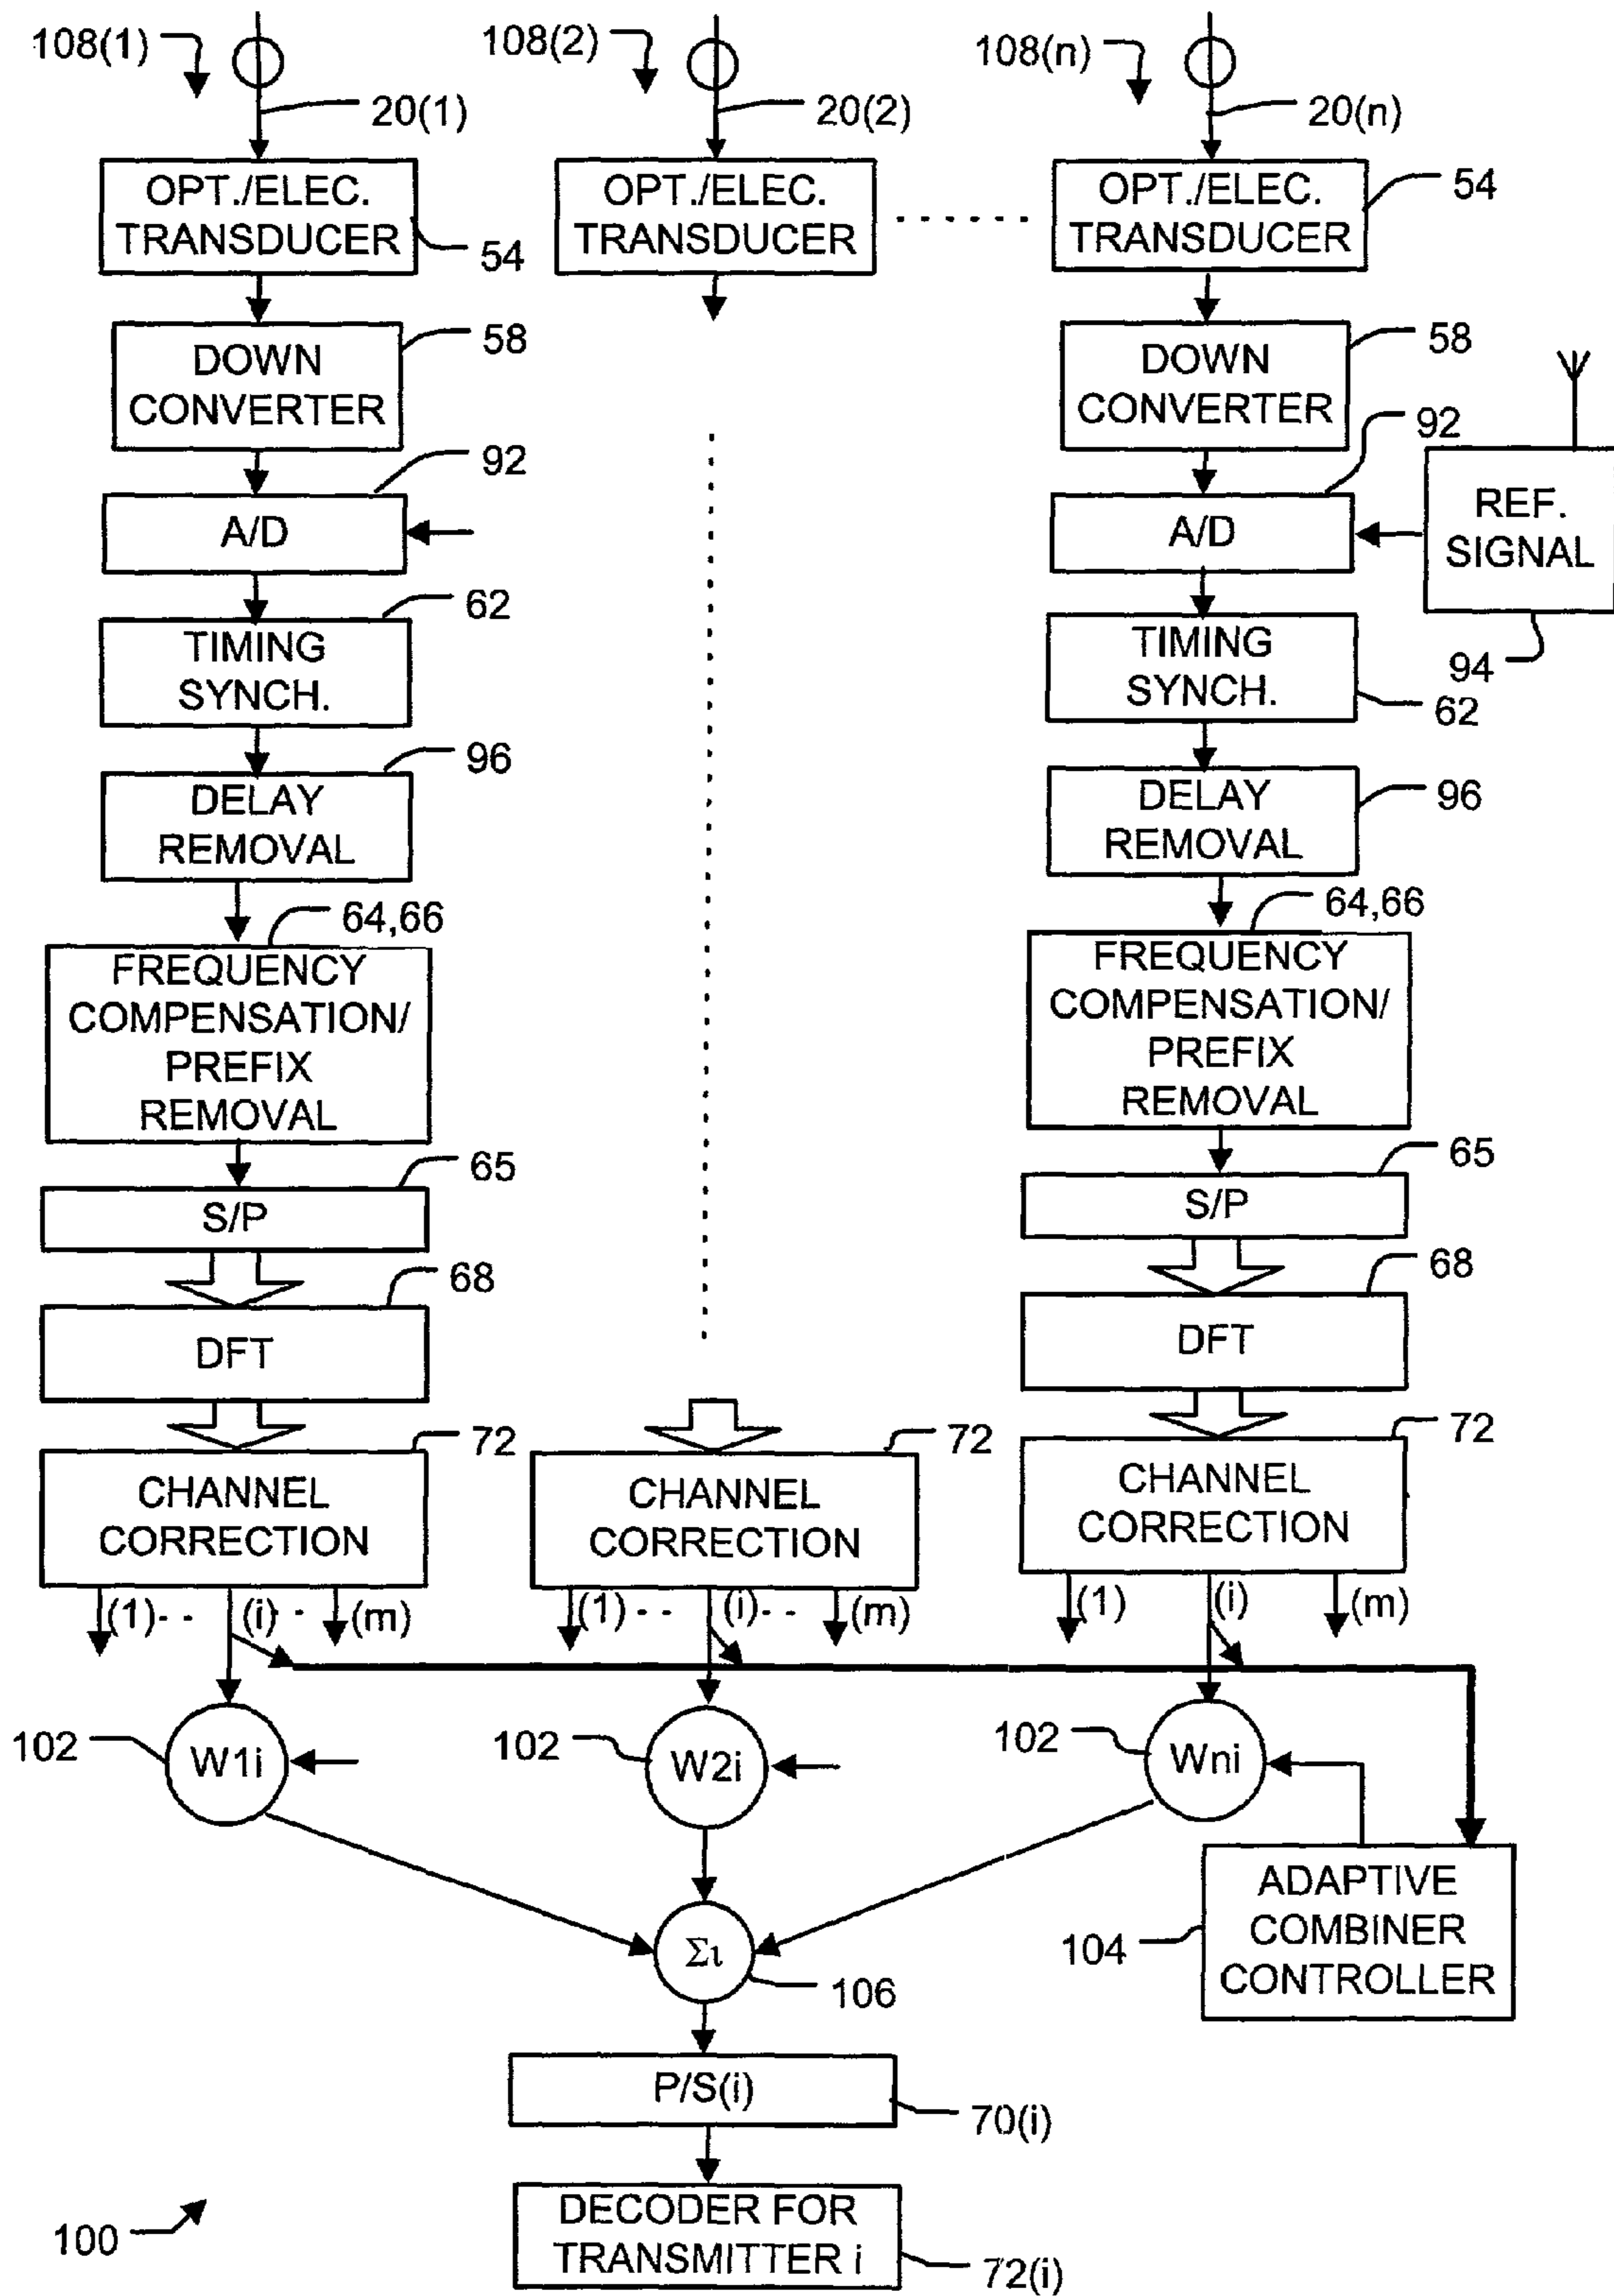 108(1)
108(2)
108(n)
20(1)
20(2)
20(n)
OPT./ELEC.
TRANSDUCER
54
OPT./ELEC.
TRANSDUCER
OPT./ELEC.
TRANSDUCER
54
DOWN
CONVERTER
58
DOWN
CONVERTER
58
92
A/D
92
A/D
REF.
SIGNAL
94
62
TIMING
SYNCH.
TIMING
SYNCH.
62
96
DELAY
REMOVAL
DELAY
REMOVAL
96
64,66
FREQUENCY
COMPENSATION/
PREFIX
REMOVAL
64,66
FREQUENCY
COMPENSATION/
PREFIX
REMOVAL
65
S/P
65
S/P
68
DFT
68
DFT
72
CHANNEL
CORRECTION
72
CHANNEL
CORRECTION
72
CHANNEL
CORRECTION
(1)-- (i)-- (m)
(1)-- (i)-- (m)
(1) (i) (m)
102
W1i
102
W2i
102
Wni
ADAPTIVE
COMBINER
CONTROLLER
104
Σι
106
P/S(i)
70(i)
DECODER FOR
TRANSMITTER i
72(i)
100